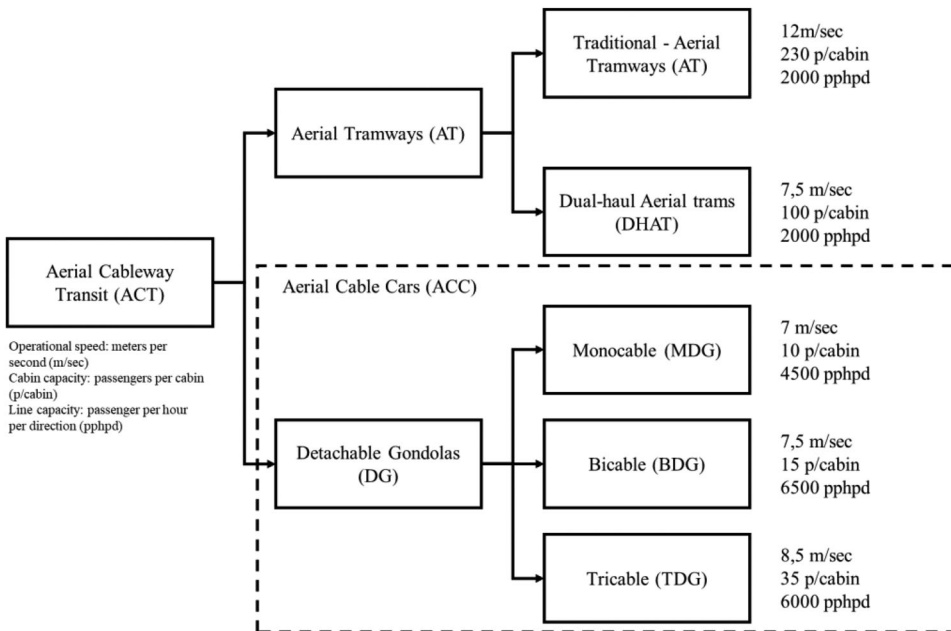 Traditional - Aerial
Tramways (AT)
12m/sec
230 p/cabin
2000 pphpd
Aerial Tramways (AT)
Dual-haul Aerial trams
(DHAT)
7,5 m/sec
100 p/cabin
2000 pphpd
Aerial Cableway
Transit (ACT)
Operational speed: meters per
second (m/sec)
Cabin capacity: passengers per cabin
(p/cabin)
Line capacity: passenger per hour
per direction (pphpd)
Aerial Cable Cars (ACC)
Monocable (MDG)
7 m/sec
10 p/cabin
4500 pphpd
Detachable Gondolas
(DG)
Bicable (BDG)
7,5 m/sec
15 p/cabin
6500 pphpd
Tricable (TDG)
8,5 m/sec
35 p/cabin
6000 pphpd